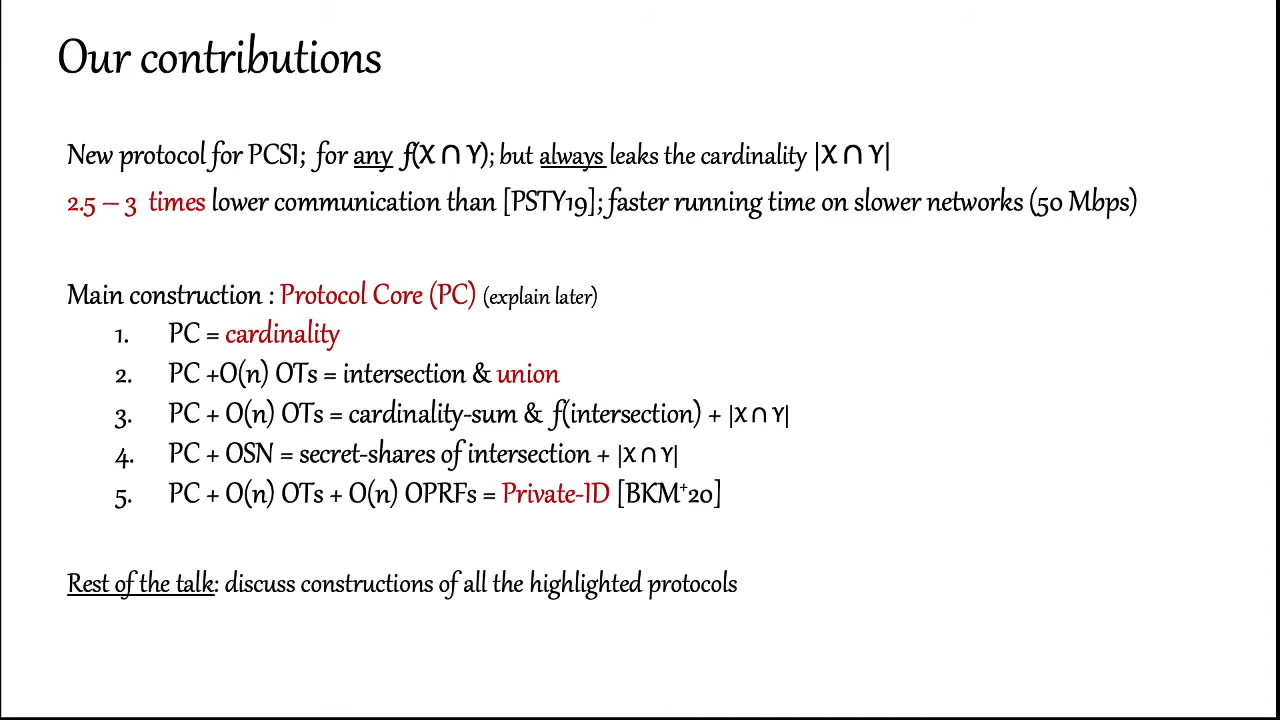 Our contributions
New protocol for PCSI; for any f(X ∩ Y); but always leaks the cardinality |X ∩ Y|
2.5 – 3 times lower communication than [PSTY19]; faster running time on slower networks (50 Mbps)
Main construction : Protocol Core (PC) (explain later)
1. PC = cardinality
2. PC +O(n) OTs = intersection & union
3. PC + O(n) OTs = cardinality-sum & f(intersection) + |X ∩ Y|
4. PC + OSN = secret-shares of intersection + |X ∩ Y|
5. PC + O(n) OTs + O(n) OPRFs = Private-ID [BKM⁺20]
Rest of the talk: discuss constructions of all the highlighted protocols